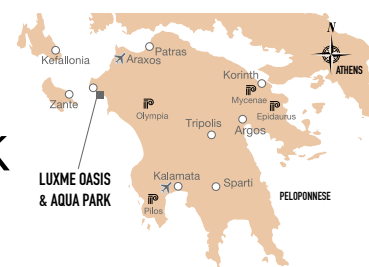 N
Patras
Kefallonia
Araxos
ATHENS
Korinth
Zante
Mycenae
Olympia
Epidaurus
Tripolis
Argos
K
LUXME OASIS
& AQUA PARK
Kalamata
Sparti
PELOPONNESE
Pilos